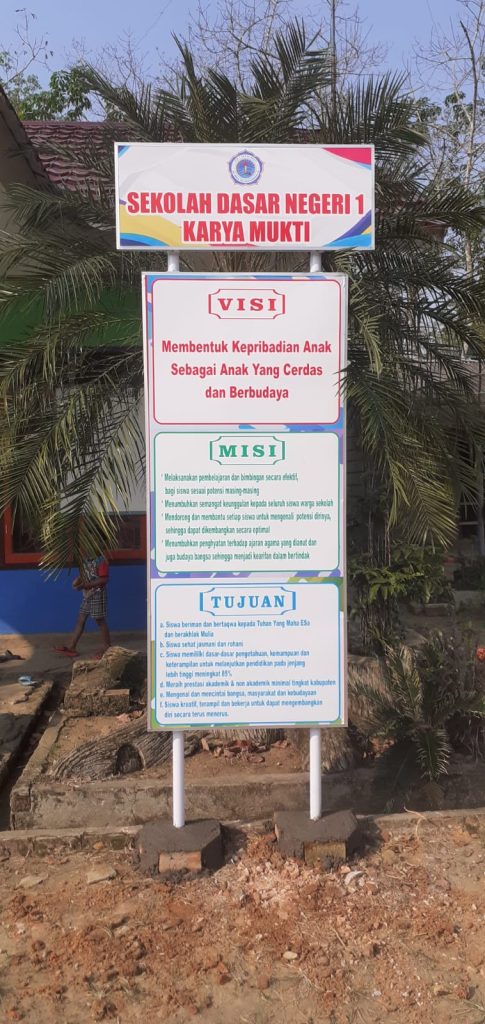 SEKOLAH DASAR NEGERI 1
KARYA MUKTI
VISI
Membentuk Kepribadian Anak
Sebagai Anak Yang Cerdas
dan Berbudaya
MISI
* Melaksanakan pembelajaran dan bimbingan secara efektif,
bagi siswa sesuai potensi masing-masing
* Menumbuhkan semangat keunggulan kepada seluruh siswa warga sekolah
* Mendorong dan membantu setiap siswa untuk mengenali potensi dirinya,
sehingga dapat dikembangkan secara optimal
* Menumbuhkan penghyatan terhadap ajaran agama yang dianut dan
juga budaya bangsa sehingga menjadi kearifan dalam bertindak
TUJUAN
a. Siswa beriman dan bertaqwa kepada Tuhan Yang Maha ESa
dan berakhlak Mulia
b. Siswa sehat jasmani dan rohani
c. Siswa memiliki dasar-dasar pengetahuan, kemampuan dan
keterampilan untuk melanjutkan pendidikan pada jenjang
lebih tinggi meningkat 85%
d. Meraih prestasi akademik & non akademik minimal tingkat kabupaten
e. Mengenal dan mencintai bangsa, masyarakat dan kebudayaan
f. Siswa kreatif, terampil dan bekerja untuk dapat mengembangkan
diri secara terus menerus.